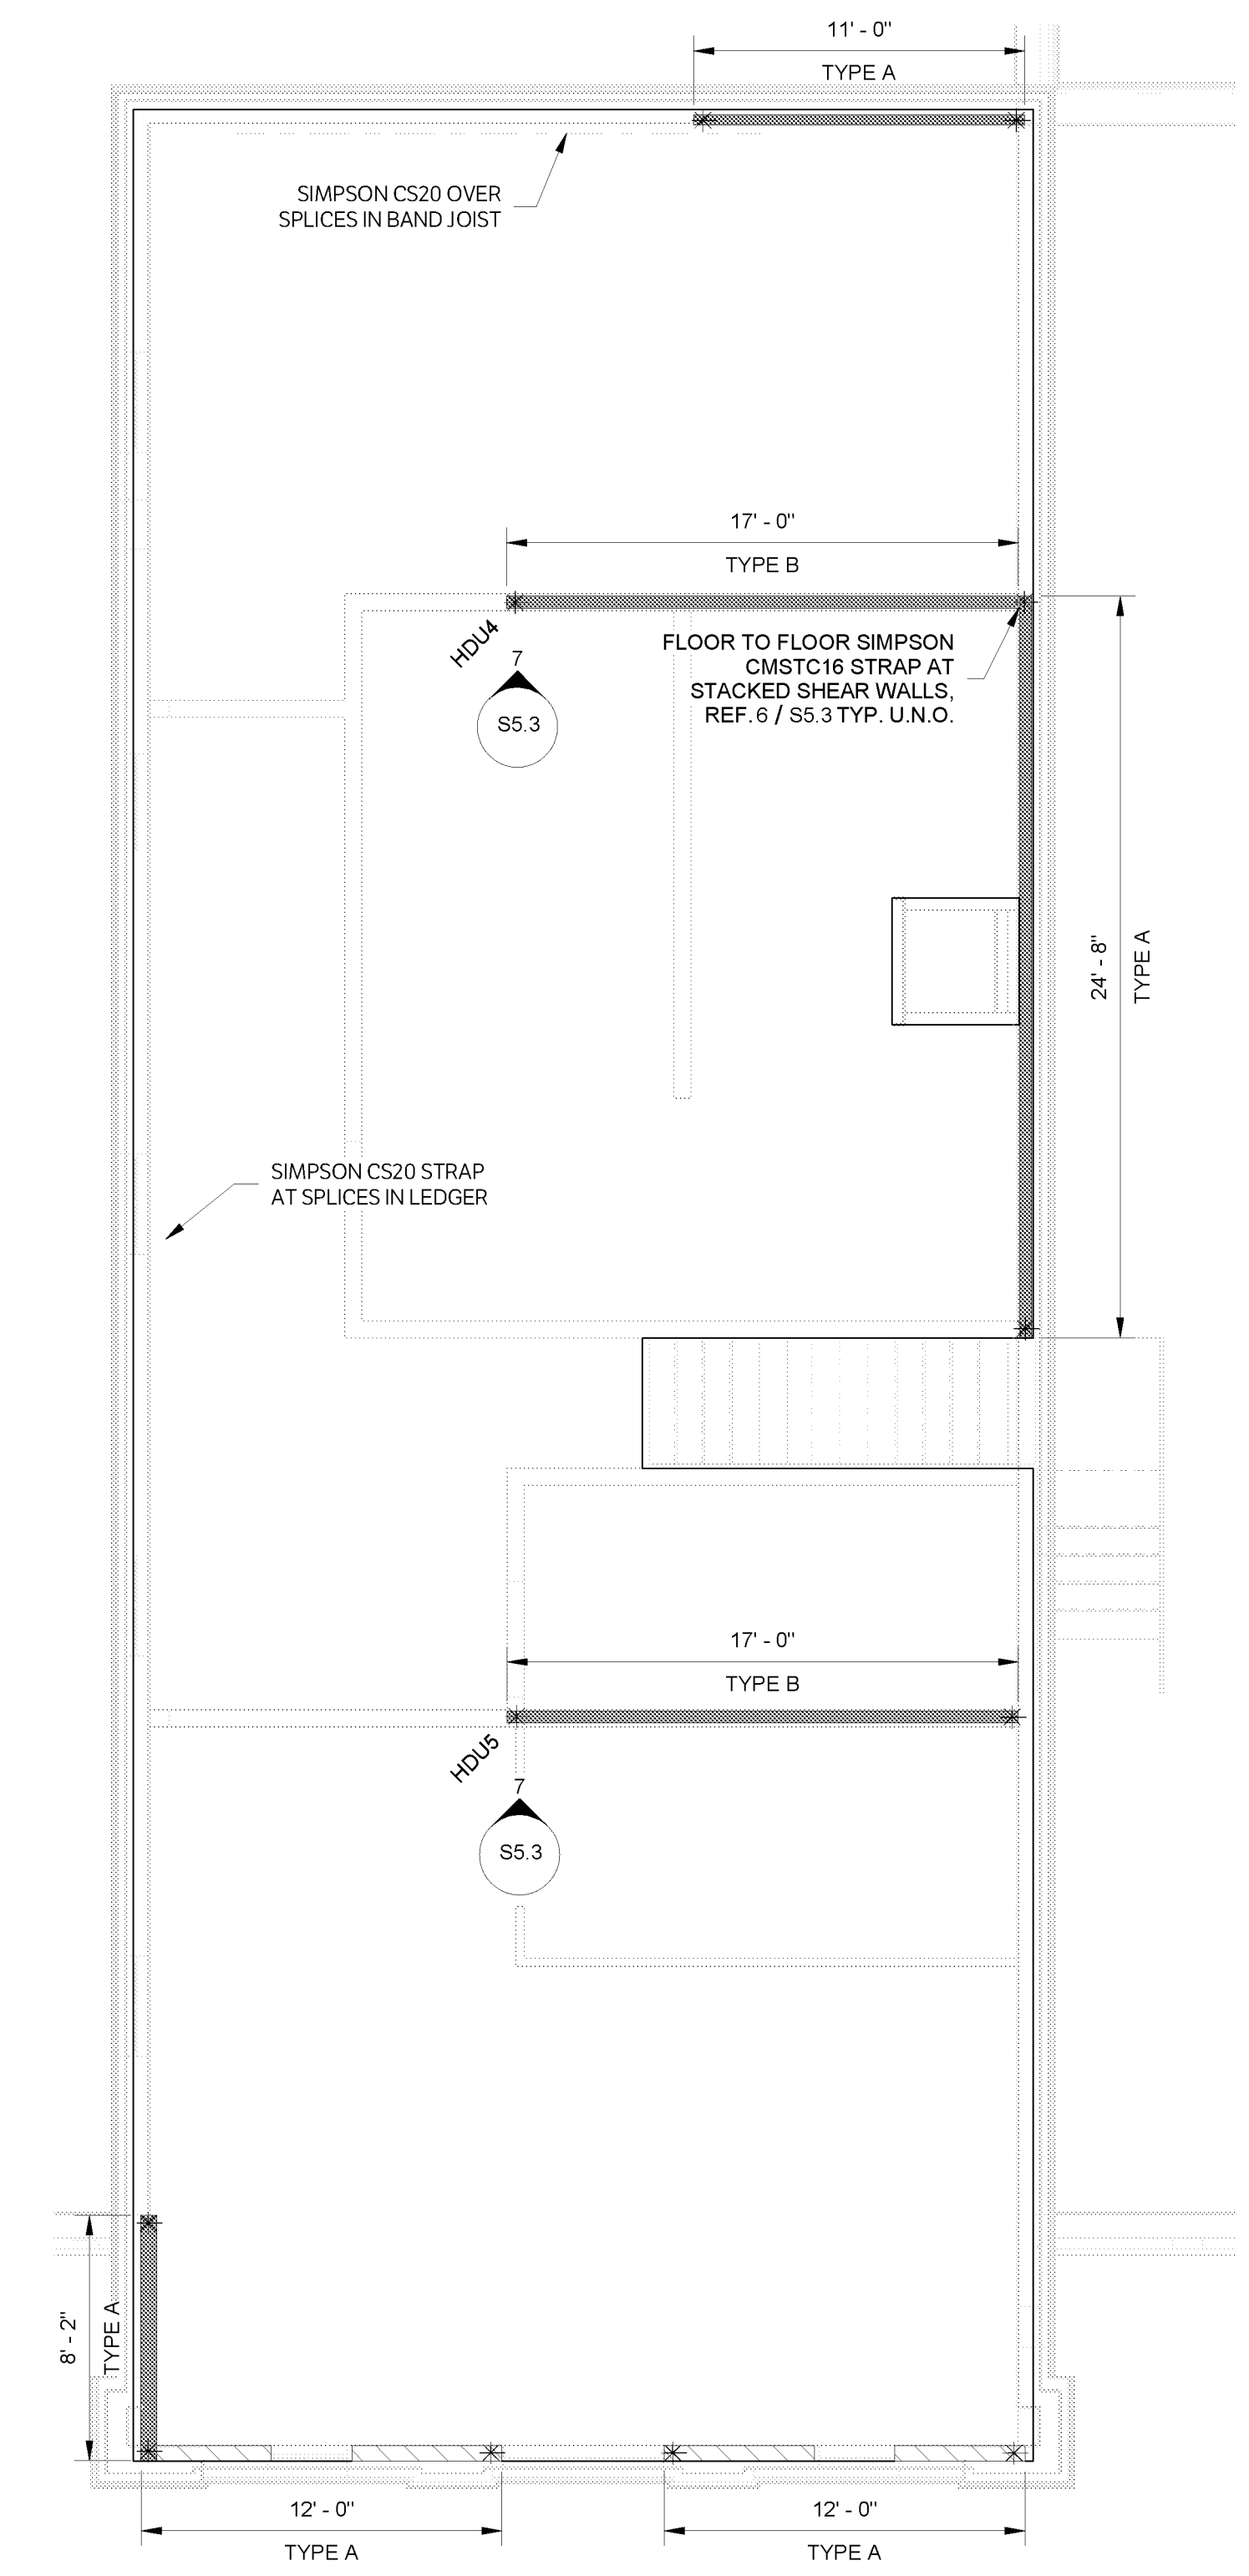 11' - 0"
TYPE A
SIMPSON CS20 OVER
SPLICES IN BAND JOIST
17' - 0"
TYPE B
HDU4
7
S5.3
FLOOR TO FLOOR SIMPSON
CMSTC16 STRAP AT
STACKED SHEAR WALLS,
REF. 6 / S5.3 TYP. U.N.O.
24' - 8"
TYPE A
SIMPSON CS20 STRAP
AT SPLICES IN LEDGER
17' - 0"
TYPE B
HDU5
7
S5.3
8' - 2"
TYPE A
12' - 0"
TYPE A
12' - 0"
TYPE A